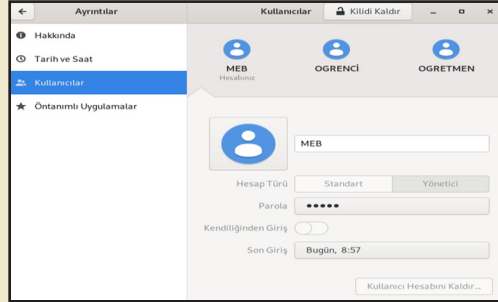 Ayrıntılar
Kullanıcılar
Kilidi Kaldır
Hakkında
Tarih ve Saat
Kullanıcılar
Öntanımlı Uygulamalar
MEB
Hesabınız
OGRENCİ
OGRETMEN
MEB
Hesap Türü Standart Yönetici
Parola •••••
Kendiliğinden Giriş
Son Giriş Bugün, 8:57
Kullanıcı Hesabını Kaldır...